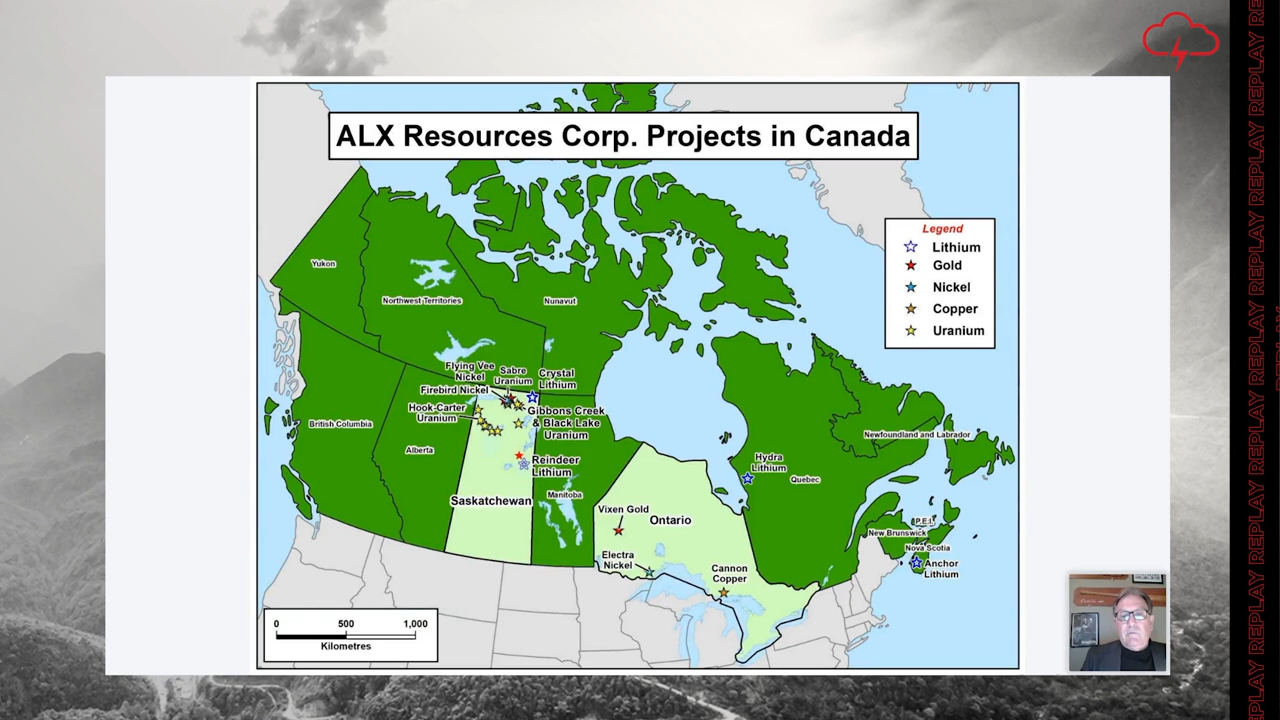 ALX Resources Corp. Projects in Canada
Legend
Lithium
Gold
Nickel
Copper
Uranium
Yukon
Northwest Territories
Nunavut
Flying Vee
Nickel
Sabre
Uranium
Crystal
Lithium
Firebird Nickel
Hook-Carter
Uranium
Gibbons Creek
& Black Lake
Uranium
British Columbia
Alberta
Newfoundland and Labrador
Reindeer
Lithium
Hydra
Lithium
Quebec
Saskatchewan
Manitoba
Vixen Gold
Ontario
P.E.I.
New Brunswick
Nova Scotia
Electra
Nickel
Cannon
Copper
Anchor
Lithium
0 500 1,000
Kilometres
REPLAY REPLAY REPLAY REPLAY REPLAY REPLAY REPLAY REPLAY